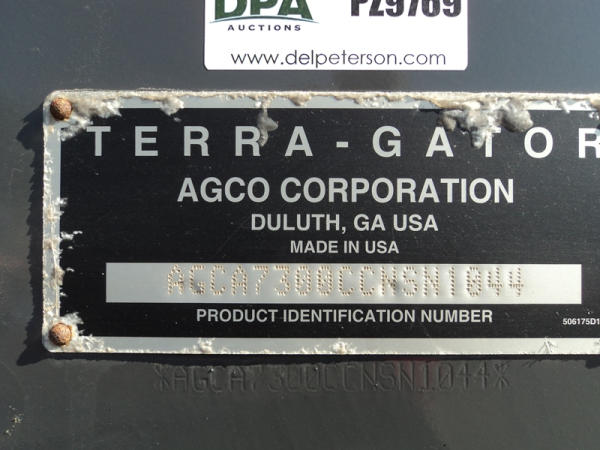 DPA
PZ9769
AUCTIONS
www.delpeterson.com
TERRA-GATOR
AGCO CORPORATION
DULUTH, GA USA
MADE IN USA
AGCA7300CCNSN1044
PRODUCT IDENTIFICATION NUMBER
506175D1
*AGCA7300CCNSN1044*